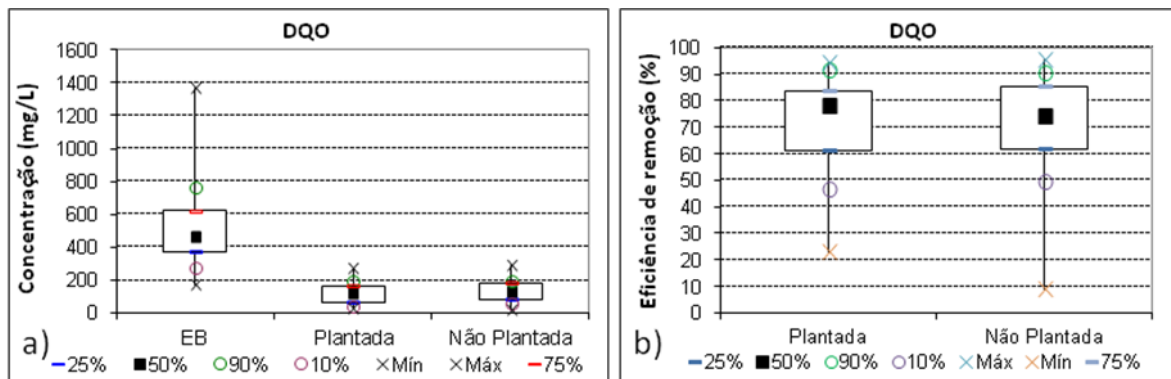 DQO
Concentração (mg/L)
1600
1400
1200
1000
800
600
400
200
0
EB Plantada Não Plantada
a)
25% 50% 90% 10% Mín Máx 75%
DQO
Eficiência de remoção (%)
100
90
80
70
60
50
40
30
20
10
0
Plantada Não Plantada
b)
25% 50% 90% 10% Máx Mín 75%